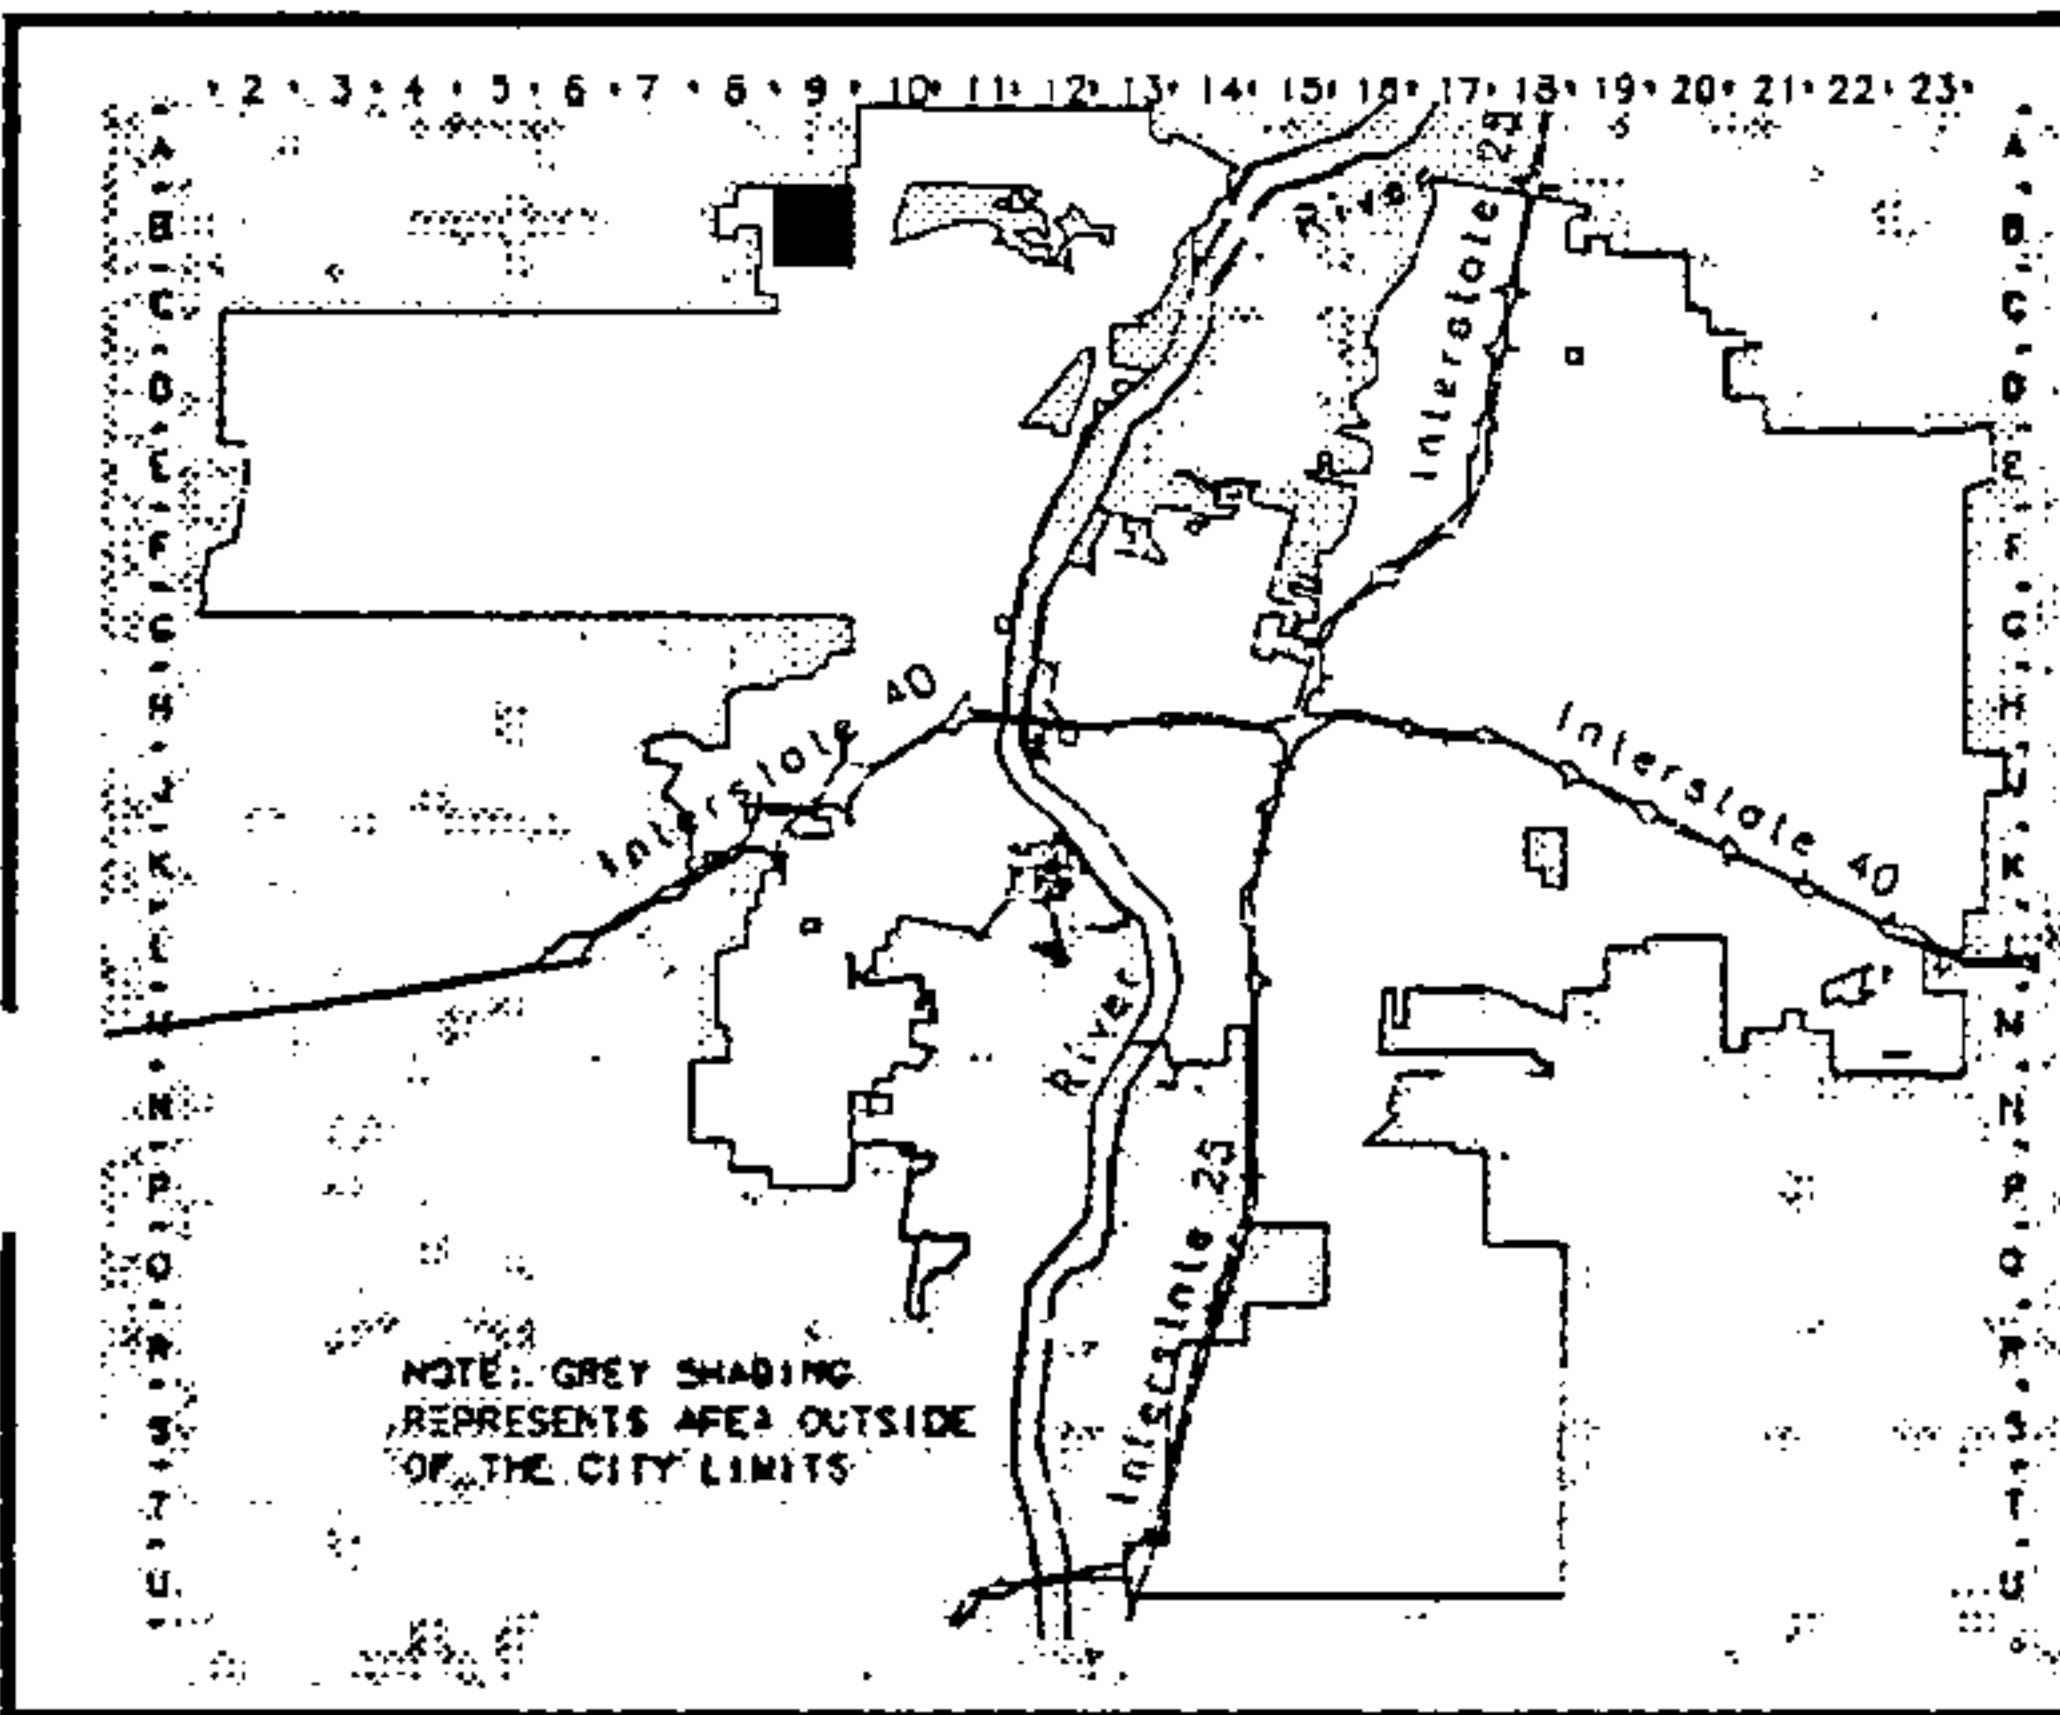 2 3 4 5 6 7 8 9 10 11 12 13 14 15 16 17 18 19 20 21 22 23
A A
B B
C C
D D
E E
F F
G G
H H
J J
K K
L L
M M
N N
P P
Q Q
R R
S S
T T
U U
Interstate 25
Interstate 40
Interstate 40
River
Interstate 25
NOTE: GREY SHADING
REPRESENTS AREA OUTSIDE
OF THE CITY LIMITS